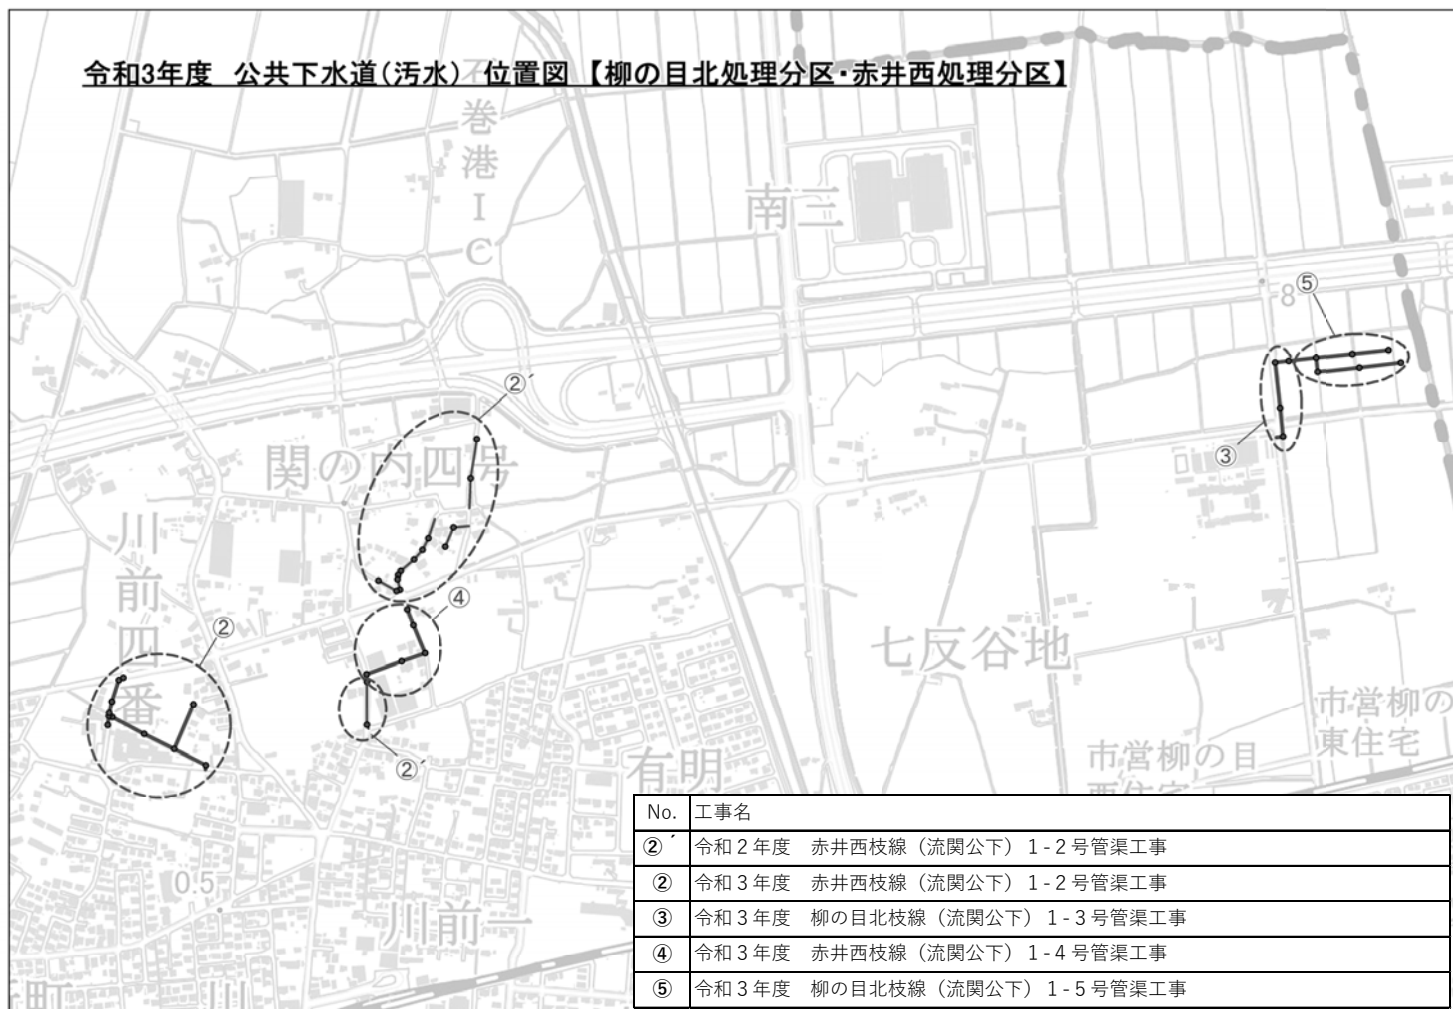 令和3年度　公共下水道(汚水)　位置図 【柳の目北処理分区・赤井西処理分区】
石巻港IC
南三
8
⑤
②´
③
関の内四号
川前四番
④
②
七反谷地
市営柳の
東住宅
市営柳の目
西住宅
②´
有明
0.5
川前一
町
川
No. 工事名
②´ 令和２年度　赤井西枝線（流関公下）1-2号管渠工事
② 令和３年度　赤井西枝線（流関公下）1-2号管渠工事
③ 令和３年度　柳の目北枝線（流関公下）1-3号管渠工事
④ 令和３年度　赤井西枝線（流関公下）1-4号管渠工事
⑤ 令和３年度　柳の目北枝線（流関公下）1-5号管渠工事